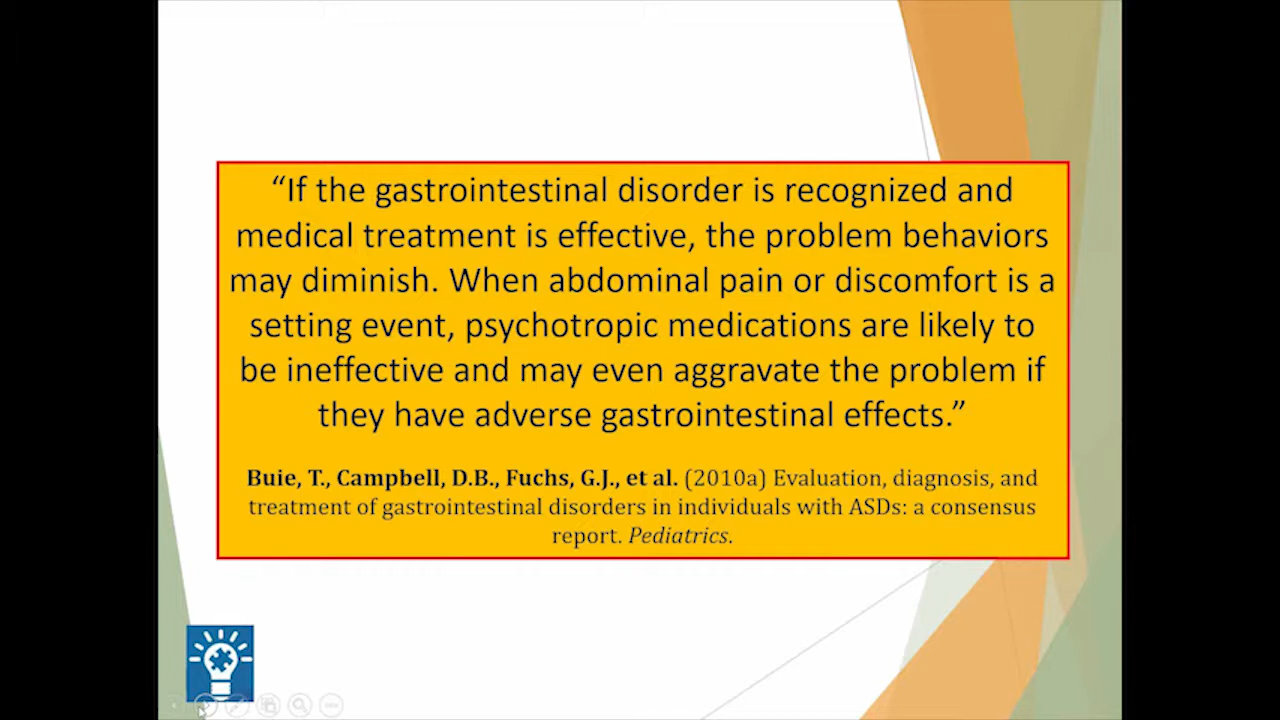 “If the gastrointestinal disorder is recognized and
medical treatment is effective, the problem behaviors
may diminish. When abdominal pain or discomfort is a
setting event, psychotropic medications are likely to
be ineffective and may even aggravate the problem if
they have adverse gastrointestinal effects.”
Buie, T., Campbell, D.B., Fuchs, G.J., et al. (2010a) Evaluation, diagnosis, and
treatment of gastrointestinal disorders in individuals with ASDs: a consensus
report. Pediatrics.